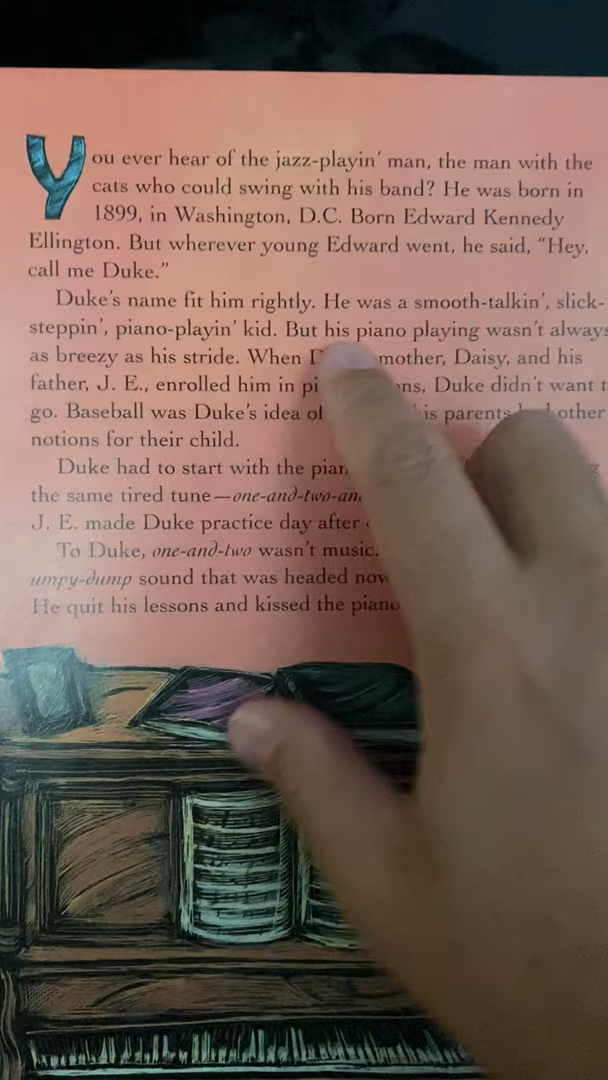 You ever hear of the jazz-playin' man, the man with the
cats who could swing with his band? He was born in
1899, in Washington, D.C. Born Edward Kennedy
Ellington. But wherever young Edward went, he said, “Hey,
call me Duke.”
Duke's name fit him rightly. He was a smooth-talkin', slick-
steppin', piano-playin' kid. But his piano playing wasn't always
as breezy as his stride. When mother, Daisy, and his
father, J. E., enrolled him in Duke didn't want
go. Baseball was Duke's idea of his parents had other
notions for their child.
Duke had to start with the
the same tired tune—one-and-two-and
J. E. made Duke practice day after
To Duke, one-and-two wasn't music.
umpy-dump sound that was headed
He quit his lessons and kissed the piano